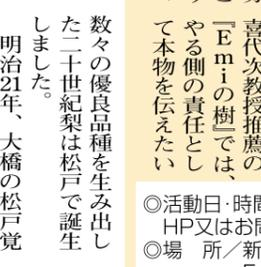 喜代次教授推薦の
『Emiの樹』では、
やる側の責任とし
て本物を伝えたい
◎活動日・時間
HP又はお問
◎場　所／新
数々の優良品種を生み出し
た二十世紀梨は松戸で誕生
しました。
明治21年、大橋の松戸覚